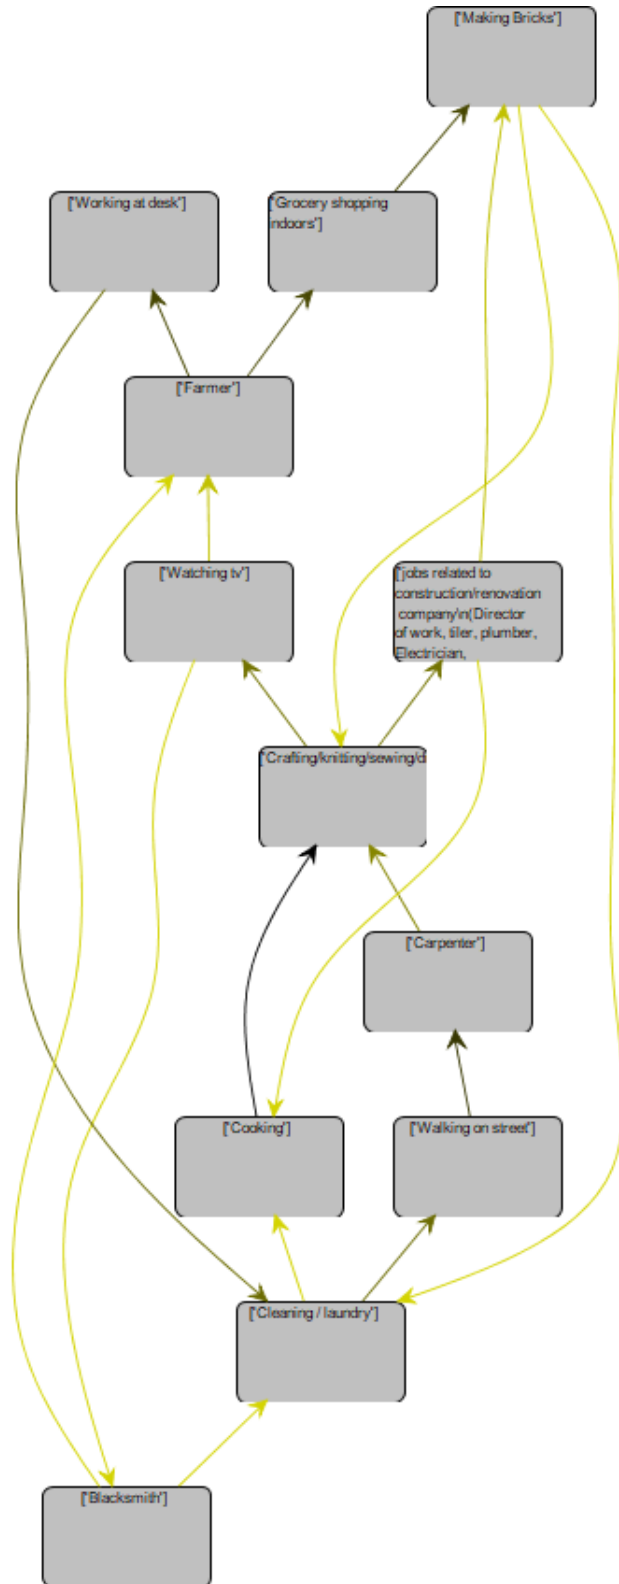 ['Making Bricks']
['Working at desk']
['Grocery shopping
indoors']
['Farmer']
['Watching tv']
['jobs related to
construction/renovation
company\n(Director
of work, tiler, plumber,
Electrician,
['Crafting/knitting/sewing/d
['Carpenter']
['Cooking']
['Walking on street']
['Cleaning / laundry']
['Blacksmith']